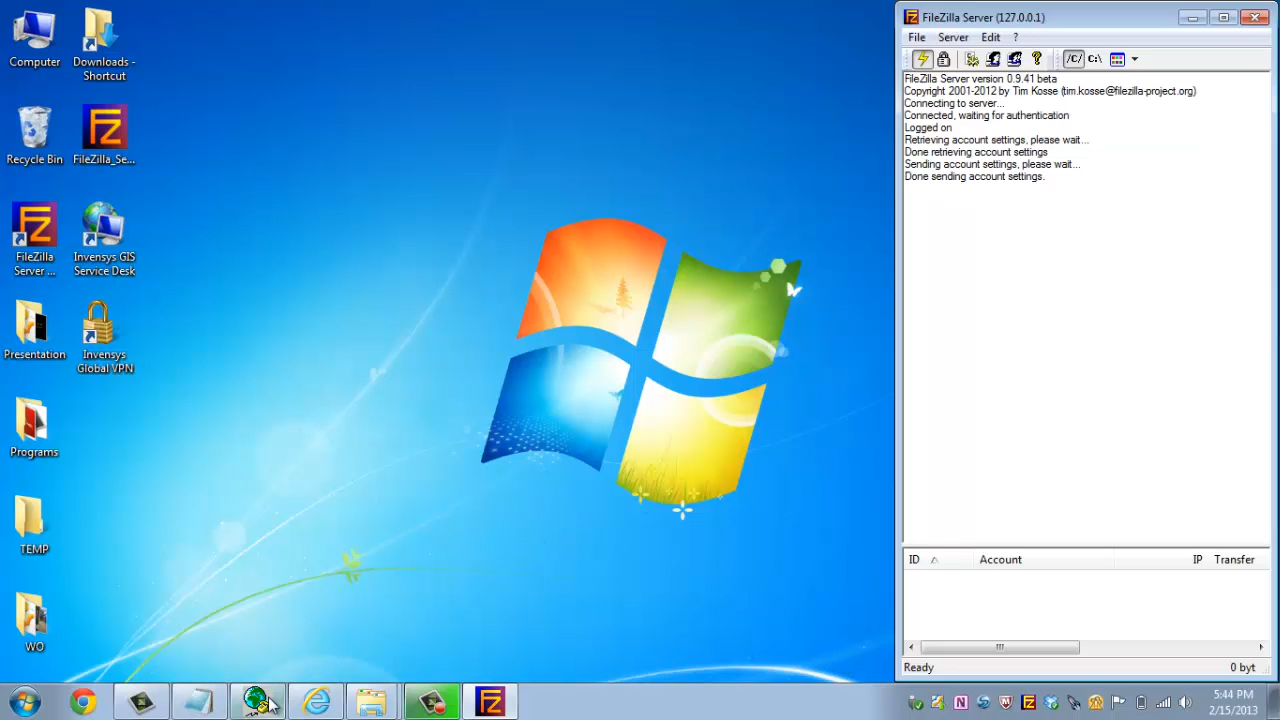 Computer
Downloads -
Shortcut
Recycle Bin
FileZilla_Se...
FileZilla
Server ...
Invensys GIS
Service Desk
Presentation
Invensys
Global VPN
Programs
TEMP
WO
FileZilla Server (127.0.0.1)
File Server Edit ?
/C/ C:\
FileZilla Server version 0.9.41 beta
Copyright 2001-2012 by Tim Kosse (tim.kosse@filezilla-project.org)
Connecting to server...
Connected, waiting for authentication
Logged on
Retrieving account settings, please wait...
Done retrieving account settings
Sending account settings, please wait...
Done sending account settings.
ID Account IP Transfer
Ready 0 byt
5:44 PM
2/15/2013